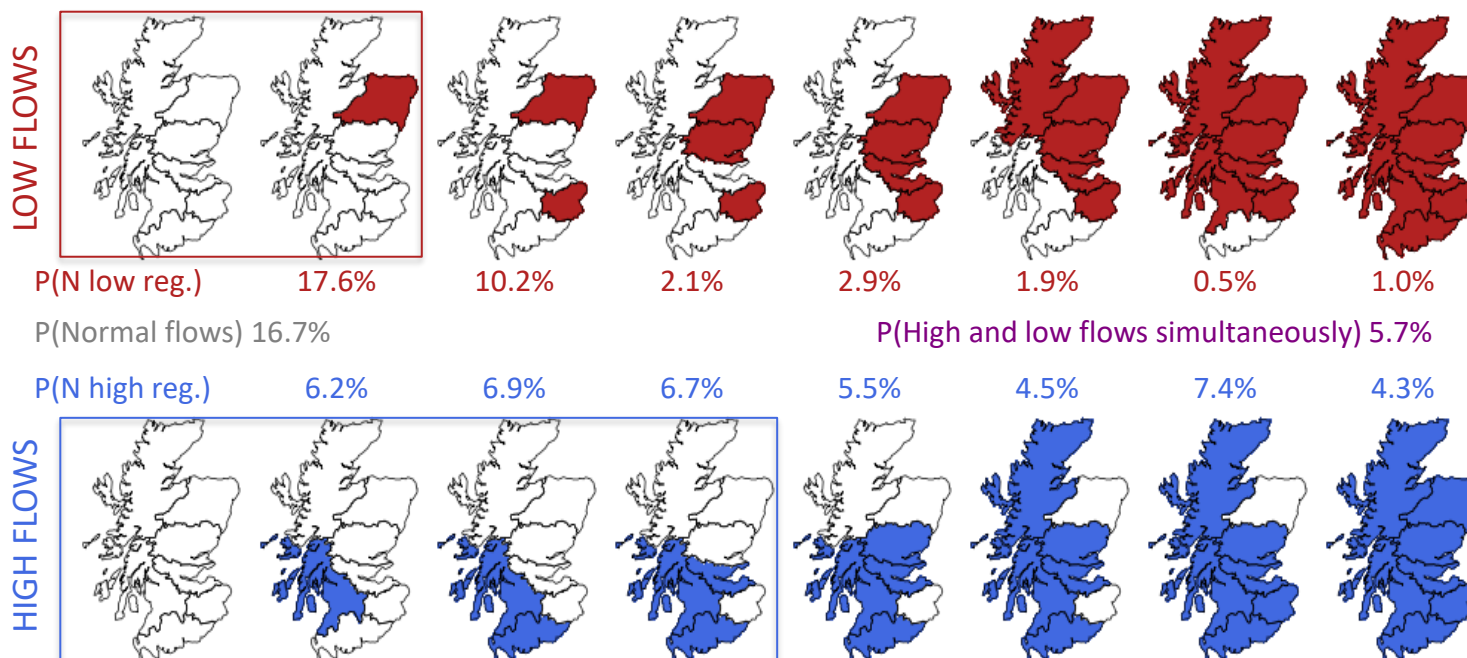 LOW FLOWS
P(N low reg.) 17.6% 10.2% 2.1% 2.9% 1.9% 0.5% 1.0%
P(Normal flows) 16.7% P(High and low flows simultaneously) 5.7%
P(N high reg.) 6.2% 6.9% 6.7% 5.5% 4.5% 7.4% 4.3%
HIGH FLOWS